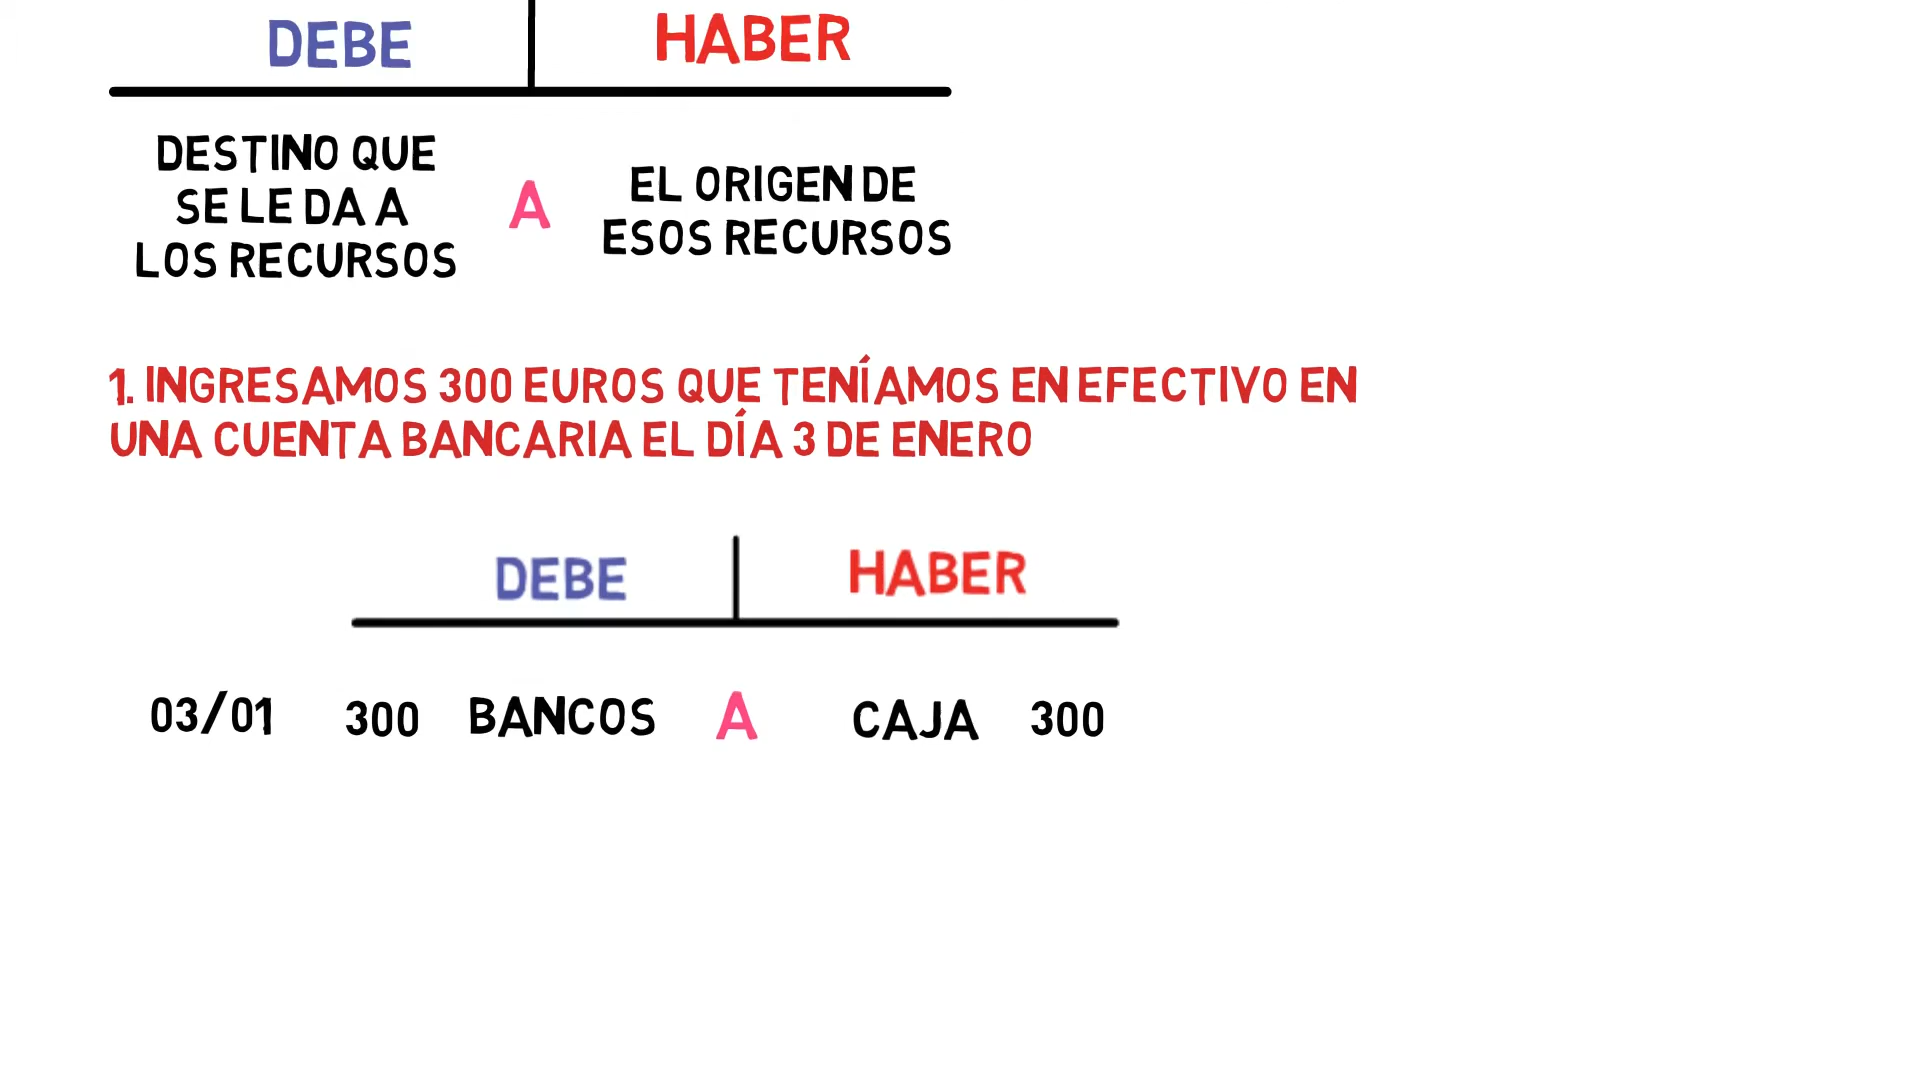 DEBE HABER
DESTINO QUE
SE LE DA A
LOS RECURSOS
A
EL ORIGEN DE
ESOS RECURSOS
1. INGRESAMOS 300 EUROS QUE TENÍAMOS EN EFECTIVO EN
UNA CUENTA BANCARIA EL DÍA 3 DE ENERO
DEBE HABER
03/01 300 BANCOS A CAJA 300